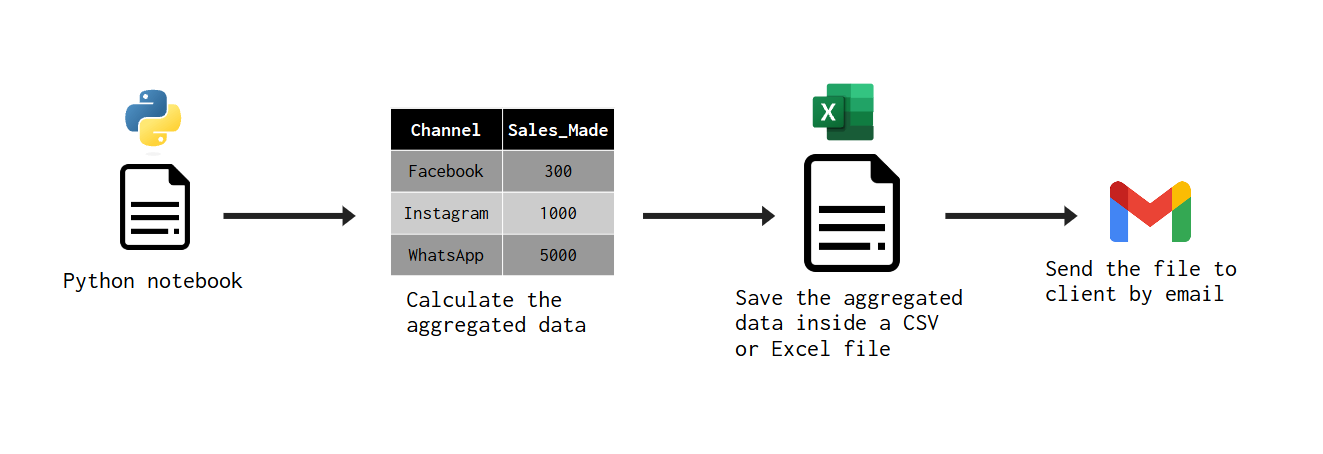 Python notebook
Channel Sales_Made
Facebook 300
Instagram 1000
WhatsApp 5000
Calculate the
aggregated data
X
Save the aggregated
data inside a CSV
or Excel file
Send the file to
client by email